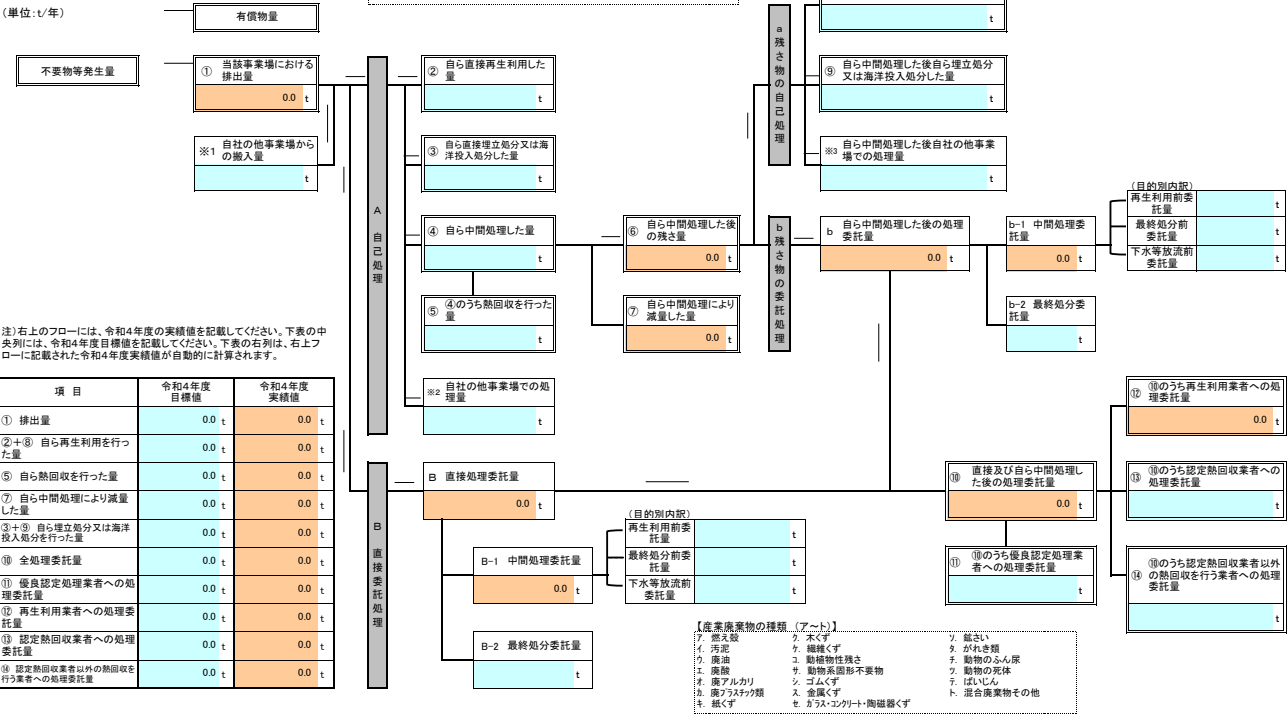 (単位:t/年)
有償物量
不要物等発生量
① 当該事業場における
排出量
0.0 t
※1 自社の他事業場から
の搬入量
t
A 自己処理
② 自ら直接再生利用した
量
t
③ 自ら直接埋立処分又は海
洋投入処分した量
t
④ 自ら中間処理した量
t
⑤ ④のうち熱回収を行った
量
t
※2 自社の他事業場での処
理量
t
⑥ 自ら中間処理した後
の残さ量
0.0 t
⑦ 自ら中間処理により
減量した量
0.0 t
a 残さ物の自己処理
t
⑨ 自ら中間処理した後自ら埋立処分
又は海洋投入処分した量
t
※3 自ら中間処理した後自社の他事業
場での処理量
t
b 残さ物の委託処理
b 自ら中間処理した後の処理
委託量
0.0 t
b-1 中間処理委
託量
0.0 t
(目的別内訳)
再生利用前委
託量
t
最終処分前
委託量
t
下水等放流前
委託量
t
b-2 最終処分委
託量
t
注)右上のフローには、令和4年度の実績値を記載してください。下表の中
央列には、令和4年度目標値を記載してください。下表の右列は、右上フ
ローに記載された令和4年度実績値が自動的に計算されます。
項 目 令和4年度
目標値 令和4年度
実績値
① 排出量 0.0 t 0.0 t
②+⑧ 自ら再生利用を行っ
た量 0.0 t 0.0 t
⑤ 自ら熱回収を行った量 0.0 t 0.0 t
⑦ 自ら中間処理により減量
した量 0.0 t 0.0 t
③+⑨ 自ら埋立処分又は海洋
投入処分を行った量 0.0 t 0.0 t
⑩ 全処理委託量 0.0 t 0.0 t
⑪ 優良認定処理業者への処
理委託量 0.0 t 0.0 t
⑫ 再生利用業者への処理委
託量 0.0 t 0.0 t
⑬ 認定熱回収業者への処理
委託量 0.0 t 0.0 t
⑭ 認定熱回収業者以外の熱回収を
行う業者への処理委託量 0.0 t 0.0 t
B 直接委託処理
B 直接処理委託量
0.0 t
B-1 中間処理委託量
0.0 t
(目的別内訳)
再生利用前委
託量
t
最終処分前委
託量
t
下水等放流前
委託量
t
B-2 最終処分委託量
t
⑩ 直接及び自ら中間処理し
た後の処理委託量
0.0 t
⑪ ⑩のうち優良認定処理業
者への処理委託量
t
⑫ ⑩のうち再生利用業者への処
理委託量
0.0 t
⑬ ⑩のうち認定熱回収業者への
処理委託量
t
⑭ ⑩のうち認定熱回収業者以外
の熱回収を行う業者への処理
委託量
t
【産業廃棄物の種類 (ア~ト)】
ア. 燃え殻 ク. 木くず ソ. 鉱さい
イ. 汚泥 ケ. 繊維くず タ. がれき類
ウ. 廃油 コ. 動植物性残さ チ. 動物のふん尿
エ. 廃酸 サ. 動物系固形不要物 ツ. 動物の死体
オ. 廃アルカリ シ. ゴムくず テ. ばいじん
カ. 廃プラスチック類 ス. 金属くず ト. 混合廃棄物その他
キ. 紙くず セ. ガラス・コンクリート・陶磁器くず